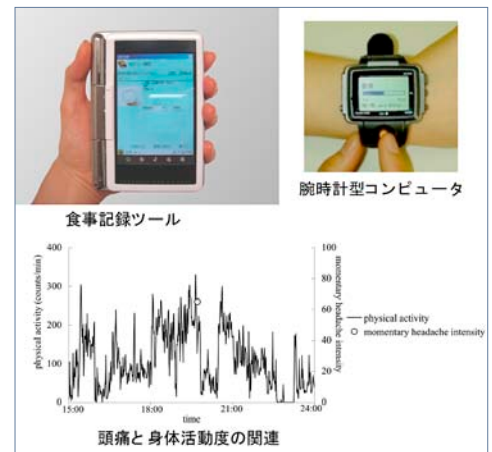 食事記録ツール
腕時計型コンピュータ
400
300
200
100
0
physical activity (counts/min)
100
80
60
40
20
0
momentary headache intensity
physical activity
momentary headache intensity
15:00 18:00 21:00 24:00
time
頭痛と身体活動度の関連